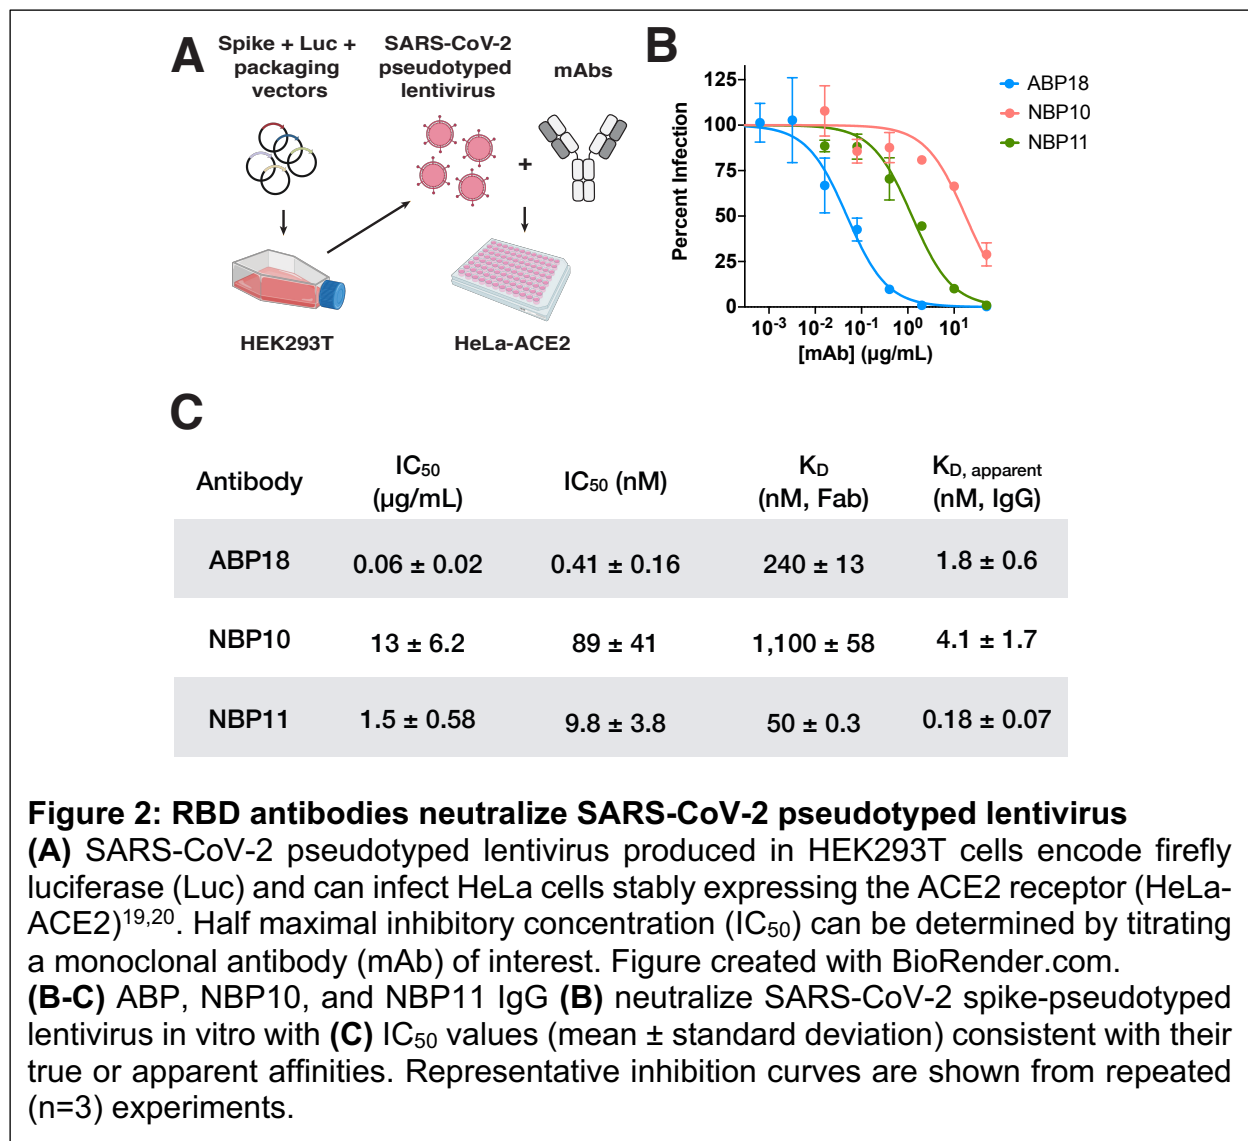 A
Spike + Luc +
packaging
vectors
SARS-CoV-2
pseudotyped
lentivirus
mAbs
+
HEK293T
HeLa-ACE2
B
125
100
75
50
25
0
Percent Infection
10⁻³ 10⁻² 10⁻¹ 10⁰ 10¹
[mAb] (µg/mL)
ABP18
NBP10
NBP11
C
Antibody IC₅₀ (µg/mL) IC₅₀ (nM) K_D (nM, Fab) K_D, apparent (nM, IgG)
ABP18 0.06 ± 0.02 0.41 ± 0.16 240 ± 13 1.8 ± 0.6
NBP10 13 ± 6.2 89 ± 41 1,100 ± 58 4.1 ± 1.7
NBP11 1.5 ± 0.58 9.8 ± 3.8 50 ± 0.3 0.18 ± 0.07
Figure 2: RBD antibodies neutralize SARS-CoV-2 pseudotyped lentivirus
(A) SARS-CoV-2 pseudotyped lentivirus produced in HEK293T cells encode firefly
luciferase (Luc) and can infect HeLa cells stably expressing the ACE2 receptor (HeLa-
ACE2)¹⁹,²⁰. Half maximal inhibitory concentration (IC₅₀) can be determined by titrating
a monoclonal antibody (mAb) of interest. Figure created with BioRender.com.
(B-C) ABP, NBP10, and NBP11 IgG (B) neutralize SARS-CoV-2 spike-pseudotyped
lentivirus in vitro with (C) IC₅₀ values (mean ± standard deviation) consistent with their
true or apparent affinities. Representative inhibition curves are shown from repeated
(n=3) experiments.